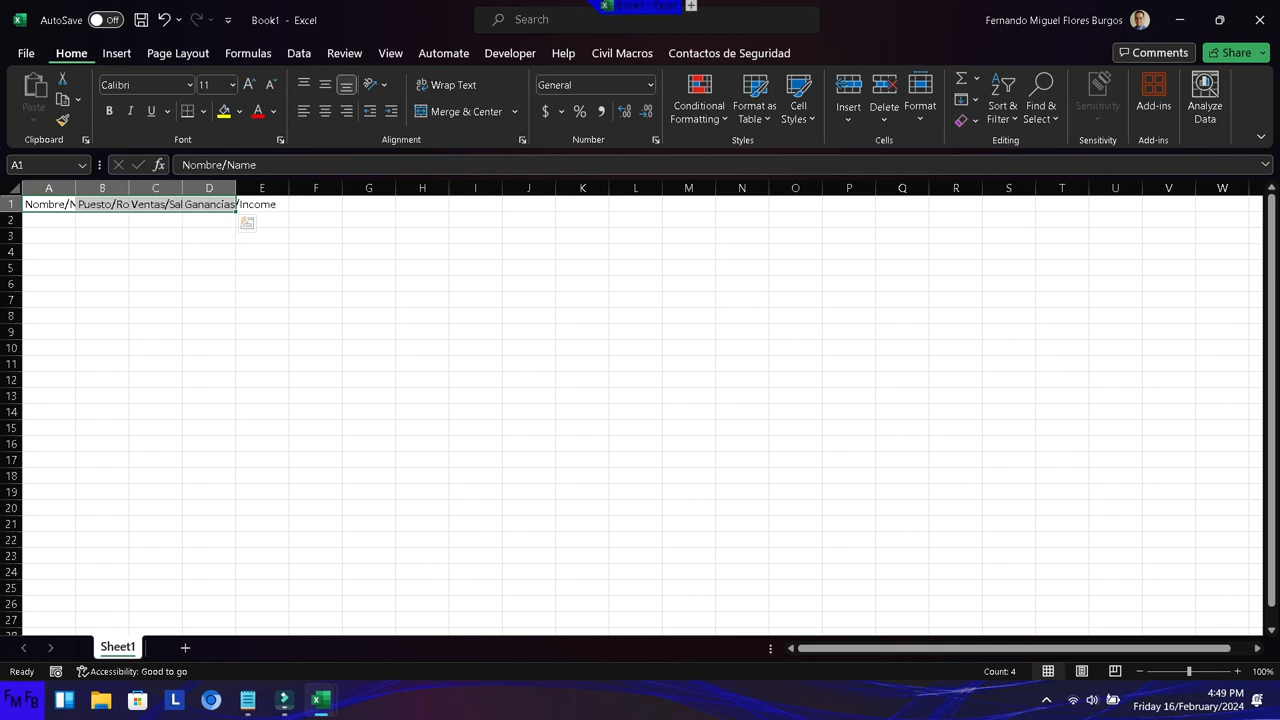 Book1 - Excel
AutoSave Off Book1 - Excel Search Fernando Miguel Flores Burgos
File Home Insert Page Layout Formulas Data Review View Automate Developer Help Civil Macros Contactos de Seguridad Comments Share
Calibri 11 Wrap Text General
Paste B I U Merge & Center $ % Conditional Formatting Format as Table Cell Styles Insert Delete Format Sort & Filter Find & Select Sensitivity Add-ins Analyze Data
Clipboard Font Alignment Number Styles Cells Editing Sensitivity Add-ins
A1 fx Nombre/Name
A B C D E F G H I J K L M N O P Q R S T U V W
1 Nombre/N Puesto/Ro Ventas/Sal Ganancias/Income
2
3
4
5
6
7
8
9
10
11
12
13
14
15
16
17
18
19
20
21
22
23
24
25
26
27
28
Sheet1
Ready Accessibility: Good to go Count: 4 100%
FM FB L 4:49 PM
Friday 16/February/2024